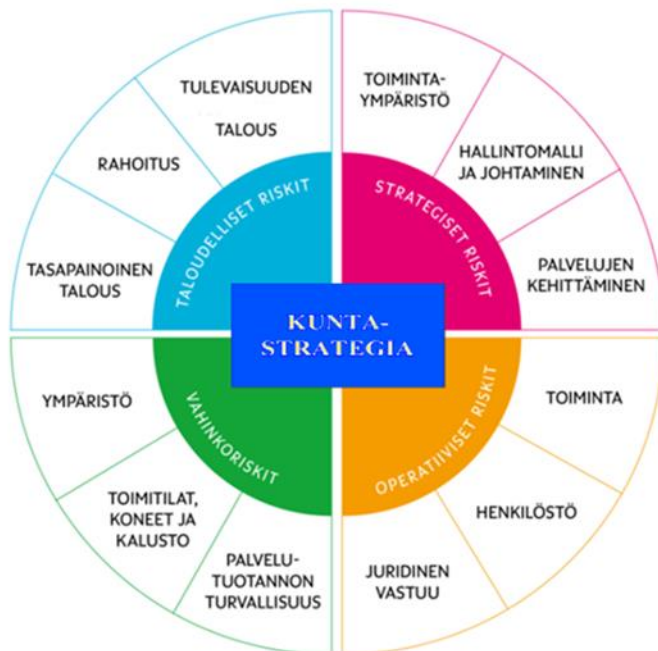 TULEVAISUUDEN
TALOUS
RAHOITUS
TASAPAINOINEN
TALOUS
TALOUDELLISET RISKIT
TOIMINTA-
YMPÄRISTÖ
HALLINTOMALLI
JA JOHTAMINEN
PALVELUJEN
KEHITTÄMINEN
STRATEGISET RISKIT
KUNTA-
STRATEGIA
YMPÄRISTÖ
TOIMITILAT,
KONEET JA
KALUSTO
PALVELU-
TUOTANNON
TURVALLISUUS
VAHINKORISKIT
OPERATIIVISET RISKIT
TOIMINTA
HENKILÖSTÖ
JURIDINEN
VASTUU